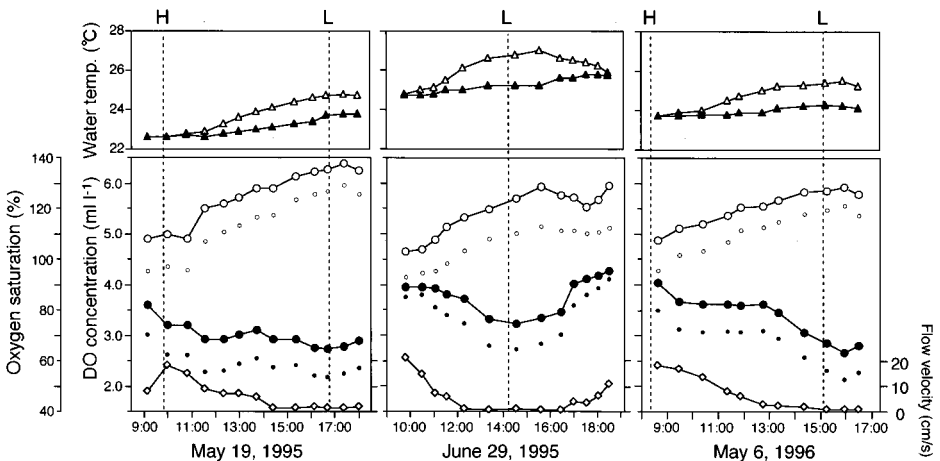 H L L H L
Water temp. (°C)
28
26
24
22
Oxygen saturation (%)
140
120
100
80
60
40
DO concentration (ml l-1)
6.0
5.0
4.0
3.0
2.0
Flow velocity (cm/s)
20
10
0
9:00 11:00 13:00 15:00 17:00
10:00 12:00 14:00 16:00 18:00
9:00 11:00 13:00 15:00 17:00
May 19, 1995
June 29, 1995
May 6, 1996